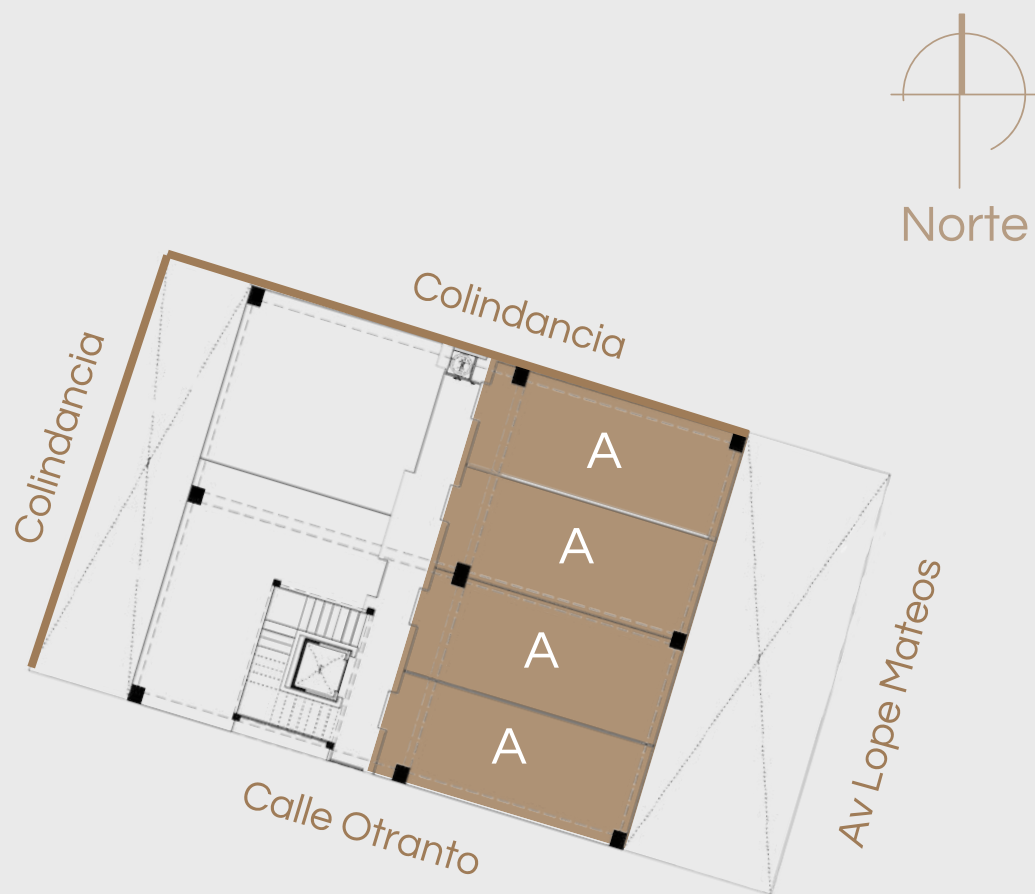 Norte
Colindancia
Colindancia
A
A
A
A
Av Lope Mateos
Calle Otranto